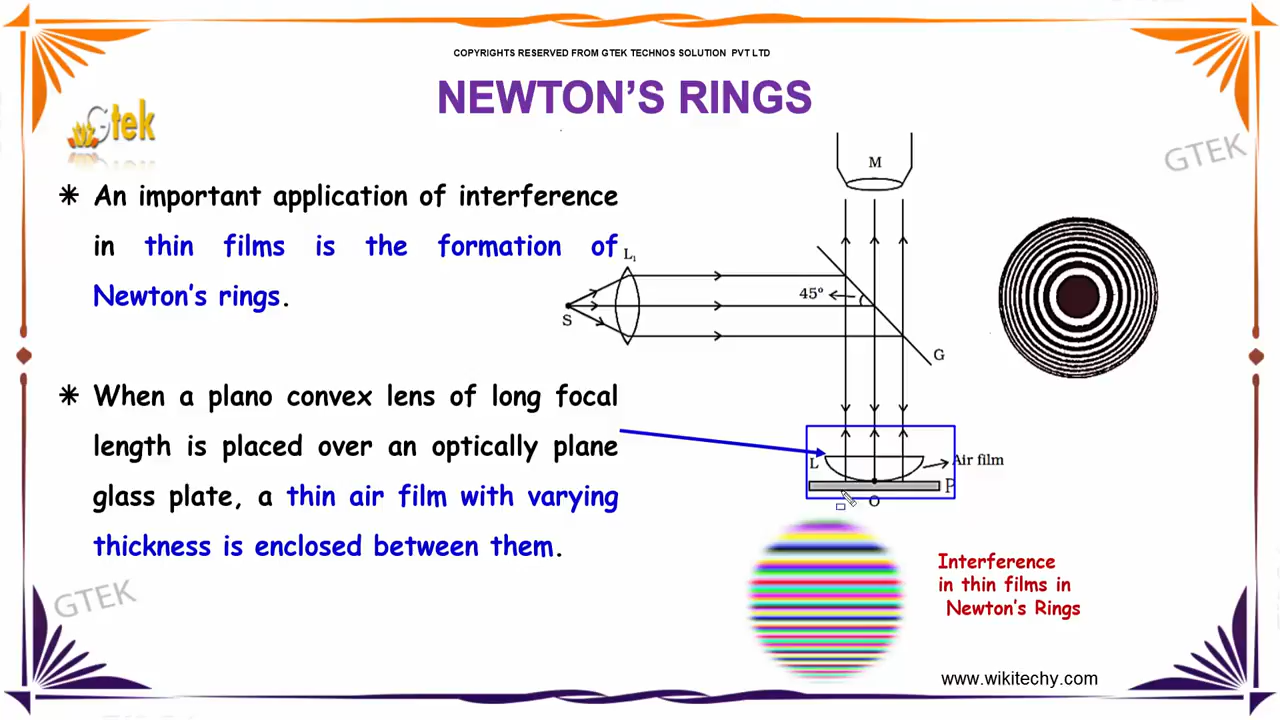 COPYRIGHTS RESERVED FROM GTEK TECHNOS SOLUTION PVT LTD
NEWTON'S RINGS
Gtek
GTEK
✳ An important application of interference
in thin films is the formation of
Newton's rings.
✳ When a plano convex lens of long focal
length is placed over an optically plane
glass plate, a thin air film with varying
thickness is enclosed between them.
M
L₁
45°
S
G
L
Air film
P
O
Interference
in thin films in
Newton's Rings
GTEK
www.wikitechy.com